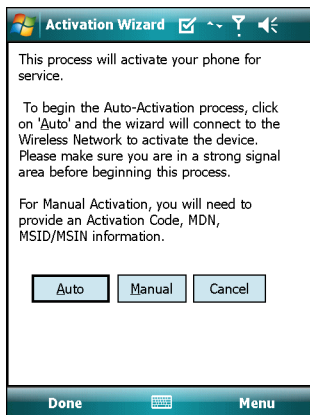 Activation Wizard
This process will activate your phone for
service.
To begin the Auto-Activation process, click
on 'Auto' and the wizard will connect to the
Wireless Network to activate the device.
Please make sure you are in a strong signal
area before beginning this process.
For Manual Activation, you will need to
provide an Activation Code, MDN,
MSID/MSIN information.
Auto Manual Cancel
Done Menu